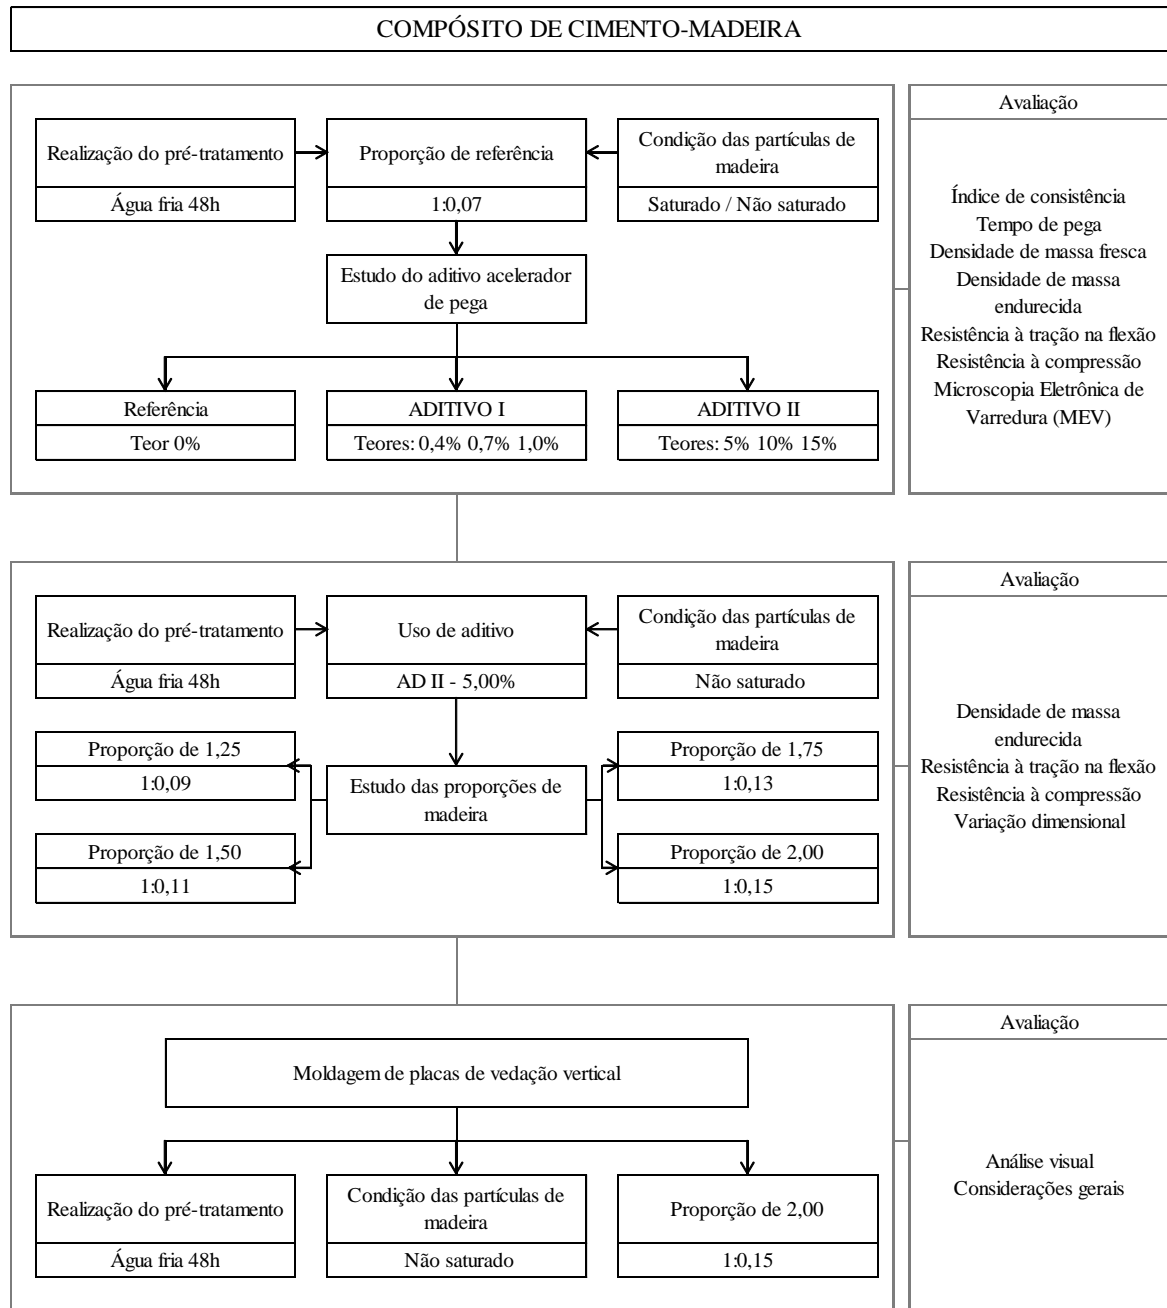 COMPÓSITO DE CIMENTO-MADEIRA
Realização do pré-tratamento
Água fria 48h
Proporção de referência
1:0,07
Condição das partículas de
madeira
Saturado / Não saturado
Estudo do aditivo acelerador
de pega
Referência
Teor 0%
ADITIVO I
Teores: 0,4% 0,7% 1,0%
ADITIVO II
Teores: 5% 10% 15%
Avaliação
Índice de consistência
Tempo de pega
Densidade de massa fresca
Densidade de massa
endurecida
Resistência à tração na flexão
Resistência à compressão
Microscopia Eletrônica de
Varredura (MEV)
Realização do pré-tratamento
Água fria 48h
Uso de aditivo
AD II - 5,00%
Condição das partículas de
madeira
Não saturado
Proporção de 1,25
1:0,09
Proporção de 1,50
1:0,11
Estudo das proporções de
madeira
Proporção de 1,75
1:0,13
Proporção de 2,00
1:0,15
Avaliação
Densidade de massa
endurecida
Resistência à tração na flexão
Resistência à compressão
Variação dimensional
Moldagem de placas de vedação vertical
Realização do pré-tratamento
Água fria 48h
Condição das partículas de
madeira
Não saturado
Proporção de 2,00
1:0,15
Avaliação
Análise visual
Considerações gerais